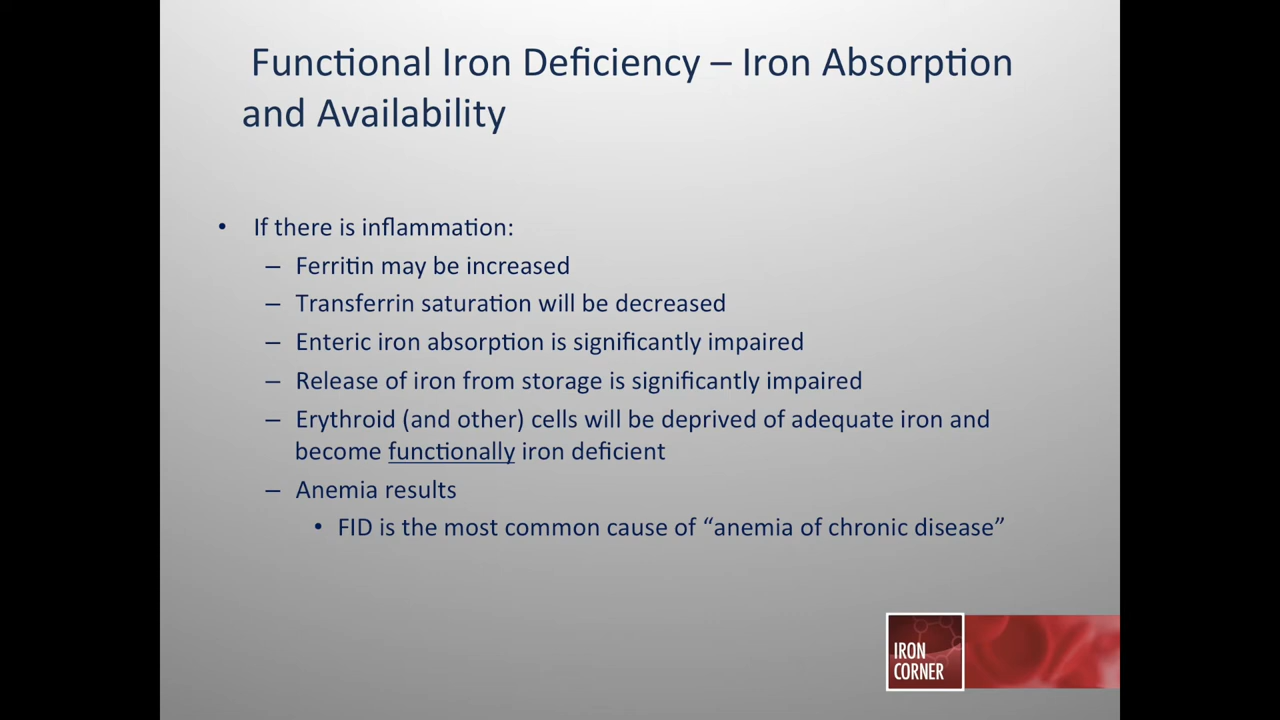 Functional Iron Deficiency – Iron Absorption
and Availability
• If there is inflammation:
– Ferritin may be increased
– Transferrin saturation will be decreased
– Enteric iron absorption is significantly impaired
– Release of iron from storage is significantly impaired
– Erythroid (and other) cells will be deprived of adequate iron and
become functionally iron deficient
– Anemia results
• FID is the most common cause of “anemia of chronic disease”
IRON
CORNER